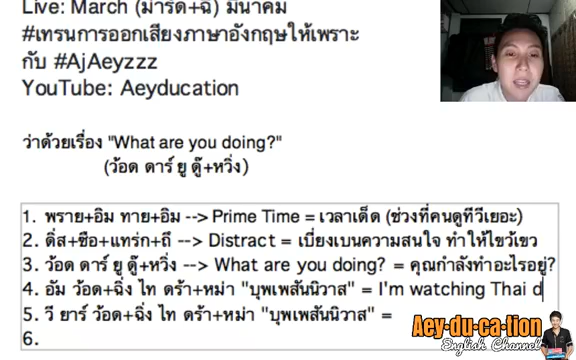 Live: March (ม่าร์ด+ฉึ) มีนาคม
#เทรนการออกเสียงภาษาอังกฤษให้เพราะ
กับ #AjAeyzzz
YouTube: Aeyducation
ว่าด้วยเรื่อง "What are you doing?"
(ว้อด ดาร์ ยู ดู๊+หวิ่ง)
1. พราย+อิม ทาย+อิม --> Prime Time = เวลาเด็ด (ช่วงที่คนดูทีวีเยอะ)
2. ดิ่ส+ซือ+แทร่ก+ถึ --> Distract = เบี่ยงเบนความสนใจ ทำให้ไขว้เขว
3. ว้อด ดาร์ ยู ดู๊+หวิ่ง --> What are you doing? = คุณกำลังทำอะไรอยู่?
4. อัม ว้อด+ฉิ่ง ไท ดร้า+หม่า "บุพเพสันนิวาส" = I'm watching Thai d
5. วี ยาร์ ว้อด+ฉิ่ง ไท ดร้า+หม่า "บุพเพสันนิวาส" =
6.
Aey·du·ca·tion
English Channel